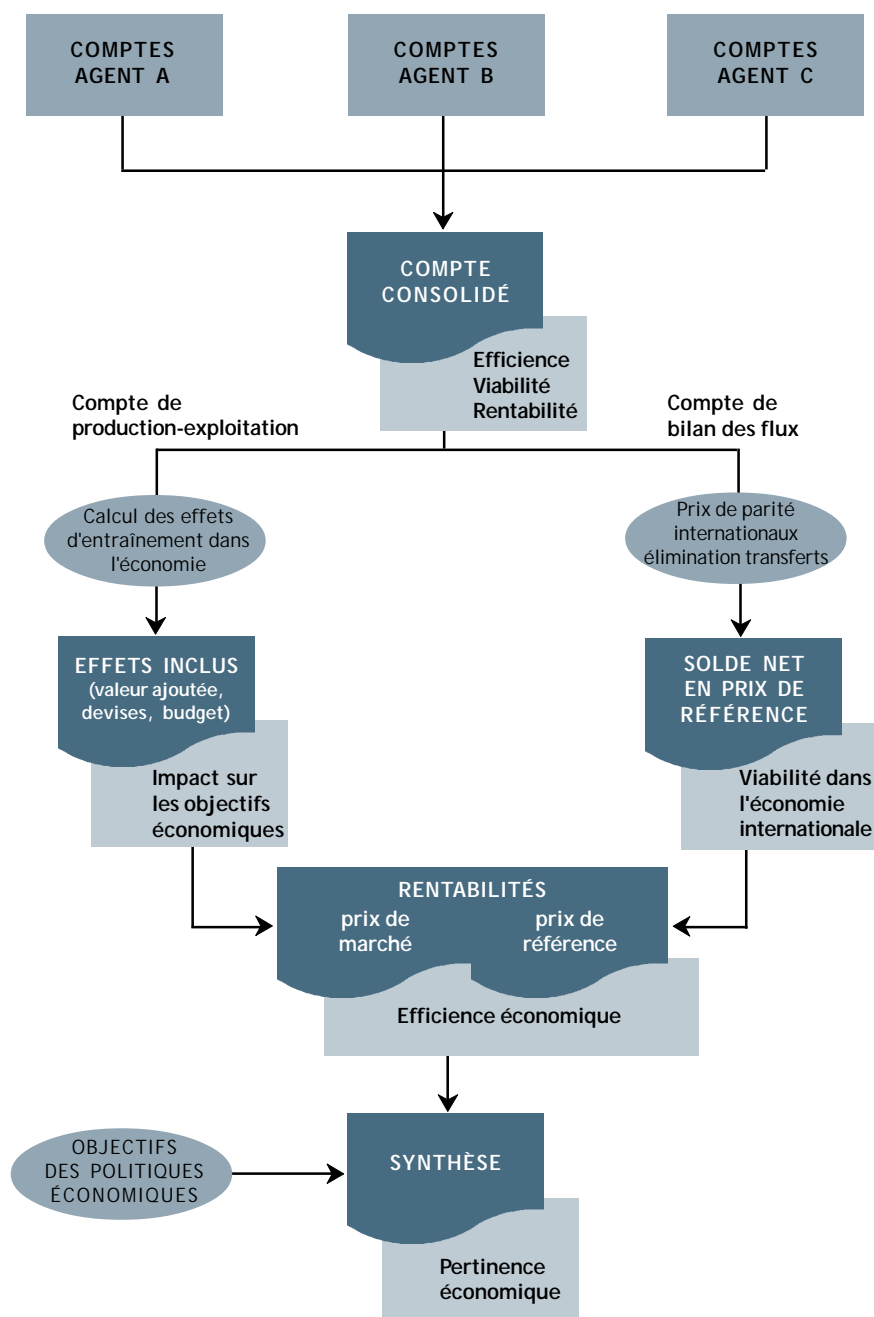 COMPTES
AGENT A
COMPTES
AGENT B
COMPTES
AGENT C
COMPTE
CONSOLIDÉ
Efficience
Viabilité
Rentabilité
Compte de
production-exploitation
Compte de
bilan des flux
Calcul des effets
d'entraînement dans
l'économie
Prix de parité
internationaux
élimination transferts
EFFETS INCLUS
(valeur ajoutée,
devises, budget)
Impact sur
les objectifs
économiques
SOLDE NET
EN PRIX DE
RÉFÉRENCE
Viabilité dans
l'économie
internationale
RENTABILITÉS
prix de
marché
prix de
référence
Efficience économique
OBJECTIFS
DES POLITIQUES
ÉCONOMIQUES
SYNTHÈSE
Pertinence
économique